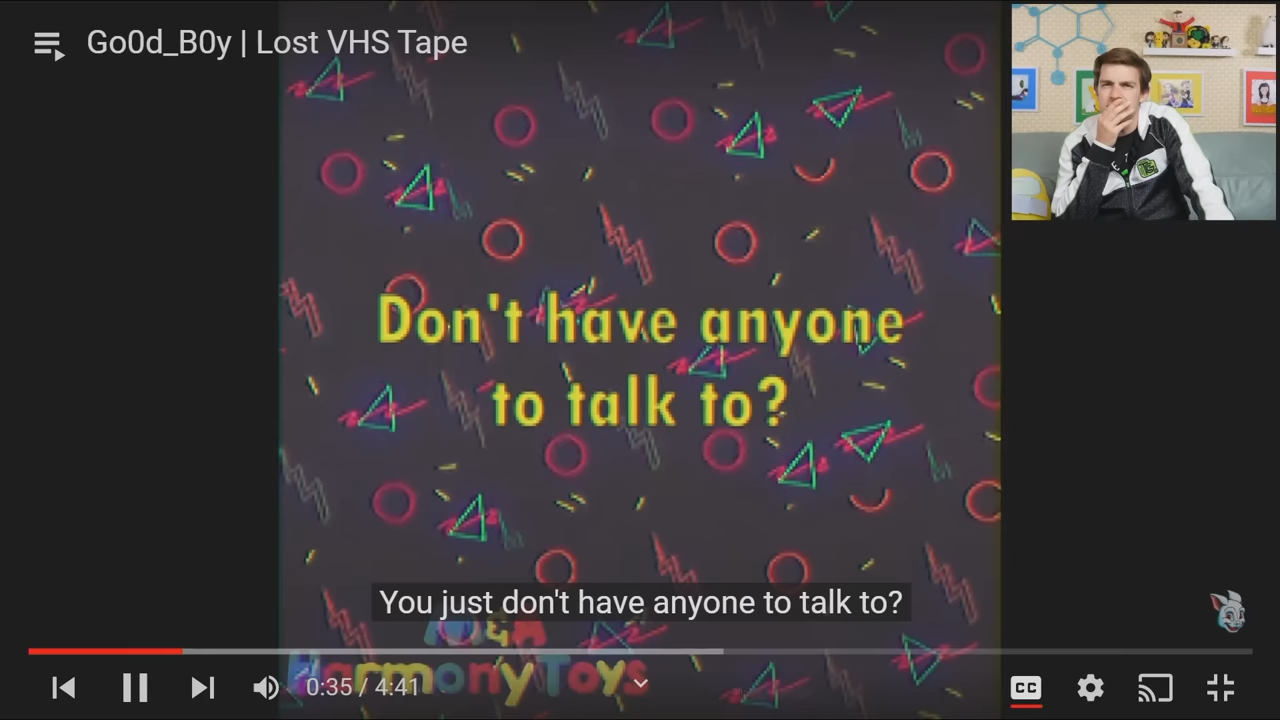 Go0d_B0y | Lost VHS Tape
Don't have anyone
to talk to?
You just don't have anyone to talk to?
M&A
HarmonyToys
0:35 / 4:41
CC